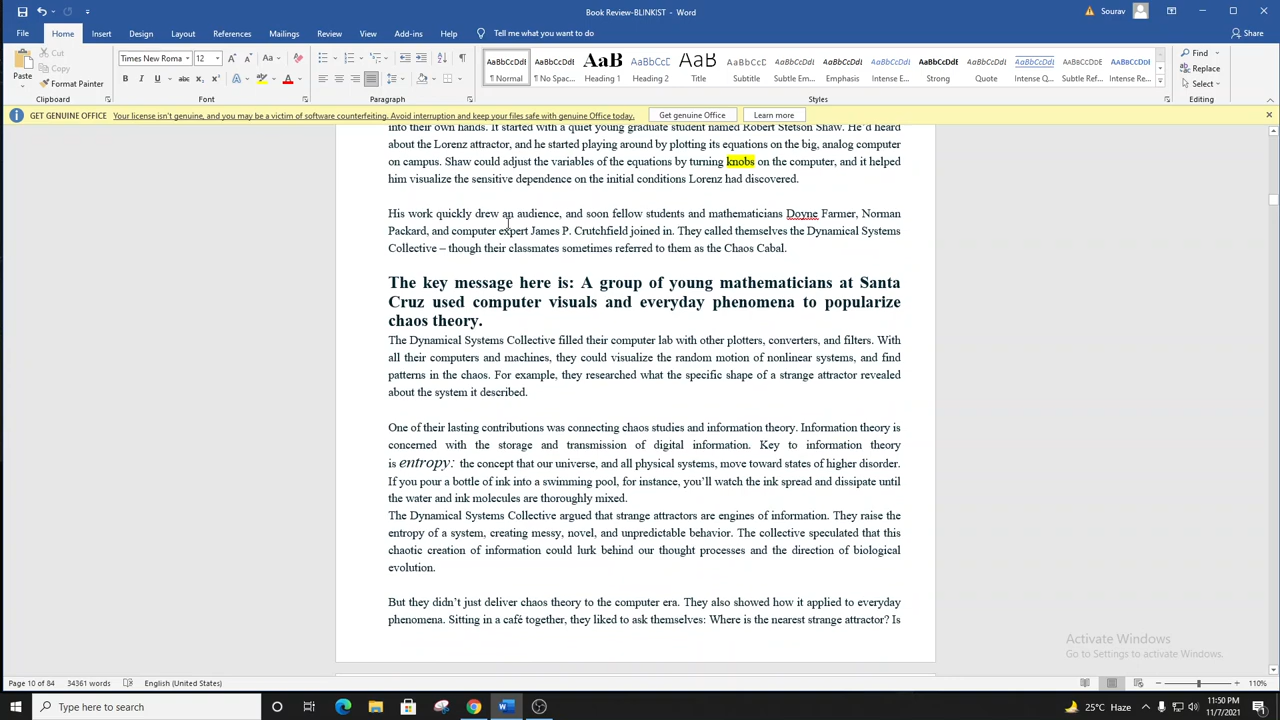 Book Review-BLINKIST - Word
Sourav
File Home Insert Draw Design Layout References Mailings Review View Add-ins Help Tell me what you want to do Share
Paste
Cut
Copy
Format Painter
Clipboard
Times New Roma 12
Font
Paragraph
AaBbCcDdI AaBbCcDdI AaB AaBbCcDd AaB AaBbCcDd AaBbCcDdI AaBbCcDdI AaBbCcDdI AaBbCcDdI AaBbCcDdI AaBbCcDdI AaBbCcDdE AaBbCcDdE
¶ Normal ¶ No Spac... Heading 1 Heading 2 Title Subtitle Subtle Em... Emphasis Intense E... Strong Quote Intense Q... Subtle Ref... Intense Re...
Styles
Find
Replace
Select
Editing
GET GENUINE OFFICE Your license isn't genuine, and you may be a victim of software counterfeiting. Avoid interruption and keep your files safe with genuine Office today. Get genuine Office Learn more
into their own hands. It started with a quiet young graduate student named Robert Stetson Shaw. He'd heard
about the Lorenz attractor, and he started playing around by plotting its equations on the big, analog computer
on campus. Shaw could adjust the variables of the equations by turning knobs on the computer, and it helped
him visualize the sensitive dependence on the initial conditions Lorenz had discovered.
His work quickly drew an audience, and soon fellow students and mathematicians Doyne Farmer, Norman
Packard, and computer expert James P. Crutchfield joined in. They called themselves the Dynamical Systems
Collective – though their classmates sometimes referred to them as the Chaos Cabal.
The key message here is: A group of young mathematicians at Santa
Cruz used computer visuals and everyday phenomena to popularize
chaos theory.
The Dynamical Systems Collective filled their computer lab with other plotters, converters, and filters. With
all their computers and machines, they could visualize the random motion of nonlinear systems, and find
patterns in the chaos. For example, they researched what the specific shape of a strange attractor revealed
about the system it described.
One of their lasting contributions was connecting chaos studies and information theory. Information theory is
concerned with the storage and transmission of digital information. Key to information theory
is entropy: the concept that our universe, and all physical systems, move toward states of higher disorder.
If you pour a bottle of ink into a swimming pool, for instance, you'll watch the ink spread and dissipate until
the water and ink molecules are thoroughly mixed.
The Dynamical Systems Collective argued that strange attractors are engines of information. They raise the
entropy of a system, creating messy, novel, and unpredictable behavior. The collective speculated that this
chaotic creation of information could lurk behind our thought processes and the direction of biological
evolution.
But they didn't just deliver chaos theory to the computer era. They also showed how it applied to everyday
phenomena. Sitting in a café together, they liked to ask themselves: Where is the nearest strange attractor? Is
Activate Windows
Go to Settings to activate Windows.
Page 10 of 84 34361 words English (United States) 110%
Type here to search
25°C Haze
11:50 PM
11/7/2021